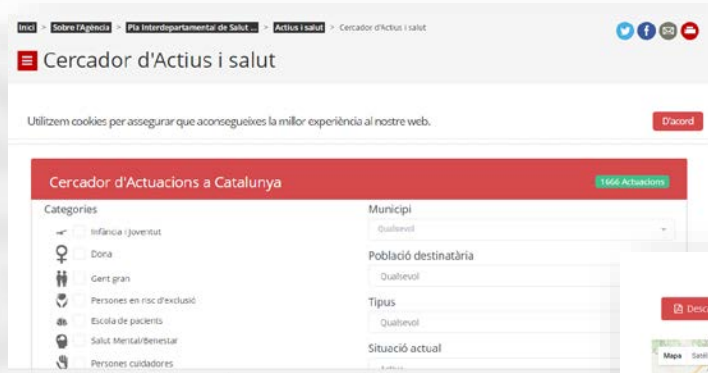 Inici > Sobre l'Agència > Pla Interdepartamental de Salut ... > Actius i salut > Cercador d'Actius i salut
Cercador d'Actius i salut
Utilitzem cookies per assegurar que aconsegueixes la millor experiència al nostre web.
D'acord
Cercador d'Actuacions a Catalunya
1666 Actuacions
Categories
Infància i Joventut
Dona
Gent gran
Persones en risc d'exclusió
Escola de pacients
Salut Mental/Benestar
Persones cuidadores
Municipi
Qualsevol
Població destinatària
Qualsevol
Tipus
Qualsevol
Situació actual
Mapa